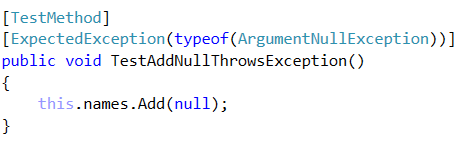 [TestMethod]
[ExpectedException(typeof(ArgumentNullException))]
public void TestAddNullThrowsException()
{
    this.names.Add(null);
}